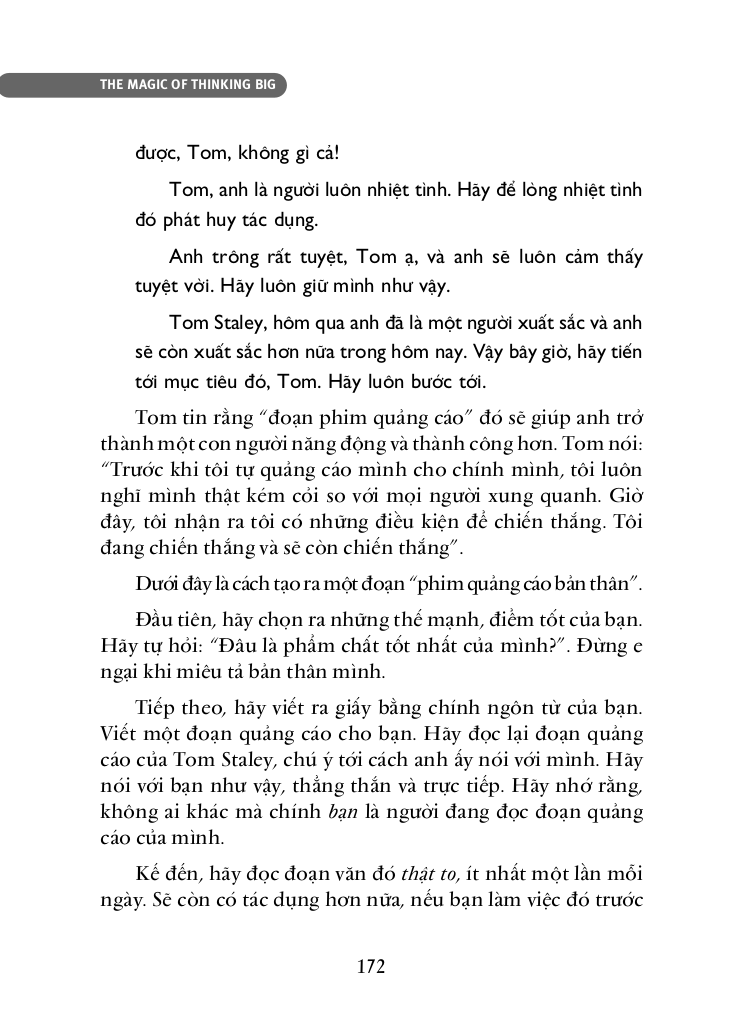 THE MAGIC OF THINKING BIG
được, Tom, không gì cả!
Tom, anh là người luôn nhiệt tình. Hãy để lòng nhiệt tình
đó phát huy tác dụng.
Anh trông rất tuyệt, Tom ạ, và anh sẽ luôn cảm thấy
tuyệt vời. Hãy luôn giữ mình như vậy.
Tom Staley, hôm qua anh đã là một người xuất sắc và anh
sẽ còn xuất sắc hơn nữa trong hôm nay. Vậy bây giờ, hãy tiến
tới mục tiêu đó, Tom. Hãy luôn bước tới.
Tom tin rằng “đoạn phim quảng cáo” đó sẽ giúp anh trở
thành một con người năng động và thành công hơn. Tom nói:
“Trước khi tôi tự quảng cáo mình cho chính mình, tôi luôn
nghĩ mình thật kém cỏi so với mọi người xung quanh. Giờ
đây, tôi nhận ra tôi có những điều kiện để chiến thắng. Tôi
đang chiến thắng và sẽ còn chiến thắng”.
Dưới đây là cách tạo ra một đoạn “phim quảng cáo bản thân”.
Đầu tiên, hãy chọn ra những thế mạnh, điểm tốt của bạn.
Hãy tự hỏi: “Đâu là phẩm chất tốt nhất của mình?”. Đừng e
ngại khi miêu tả bản thân mình.
Tiếp theo, hãy viết ra giấy bằng chính ngôn từ của bạn.
Viết một đoạn quảng cáo cho bạn. Hãy đọc lại đoạn quảng
cáo của Tom Staley, chú ý tới cách anh ấy nói với mình. Hãy
nói với bạn như vậy, thẳng thắn và trực tiếp. Hãy nhớ rằng,
không ai khác mà chính bạn là người đang đọc đoạn quảng
cáo của mình.
Kế đến, hãy đọc đoạn văn đó thật to, ít nhất một lần mỗi
ngày. Sẽ còn có tác dụng hơn nữa, nếu bạn làm việc đó trước
172